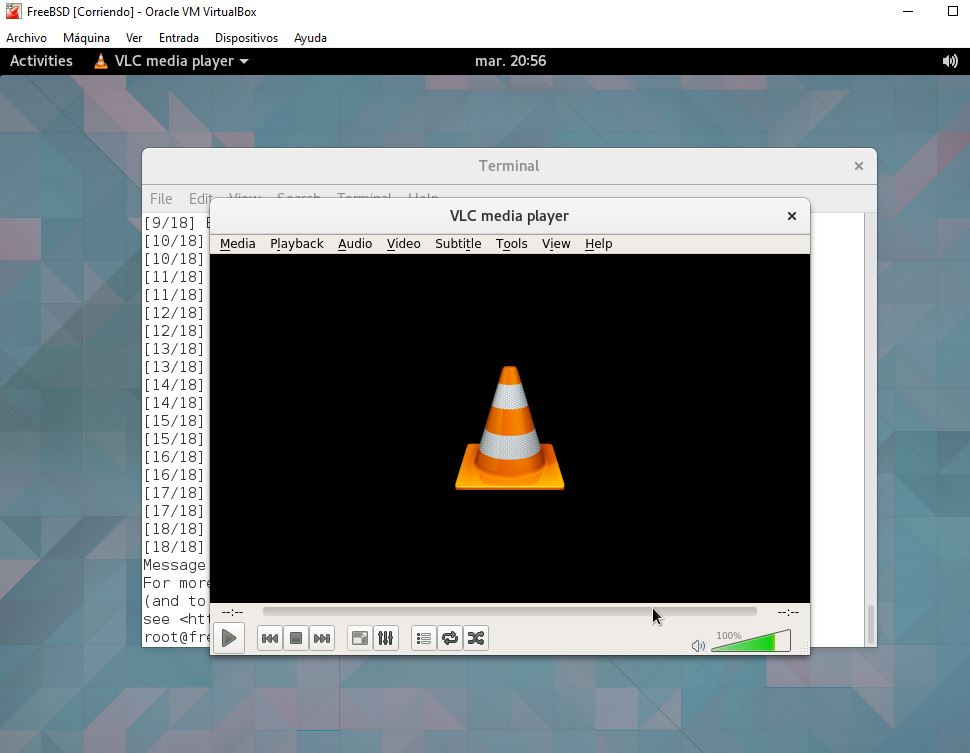 FreeBSD [Corriendo] - Oracle VM VirtualBox
Archivo Máquina Ver Entrada Dispositivos Ayuda
Activities VLC media player mar. 20:56
Terminal
File Edit View Search Terminal Help
VLC media player
Media Playback Audio Video Subtitle Tools View Help
[9/18]
[10/18]
[10/18]
[11/18]
[11/18]
[12/18]
[12/18]
[13/18]
[13/18]
[14/18]
[14/18]
[15/18]
[15/18]
[16/18]
[16/18]
[17/18]
[17/18]
[18/18]
[18/18]
Message
For more
(and to
see <htt
root@fre
--:-- --:--
100%